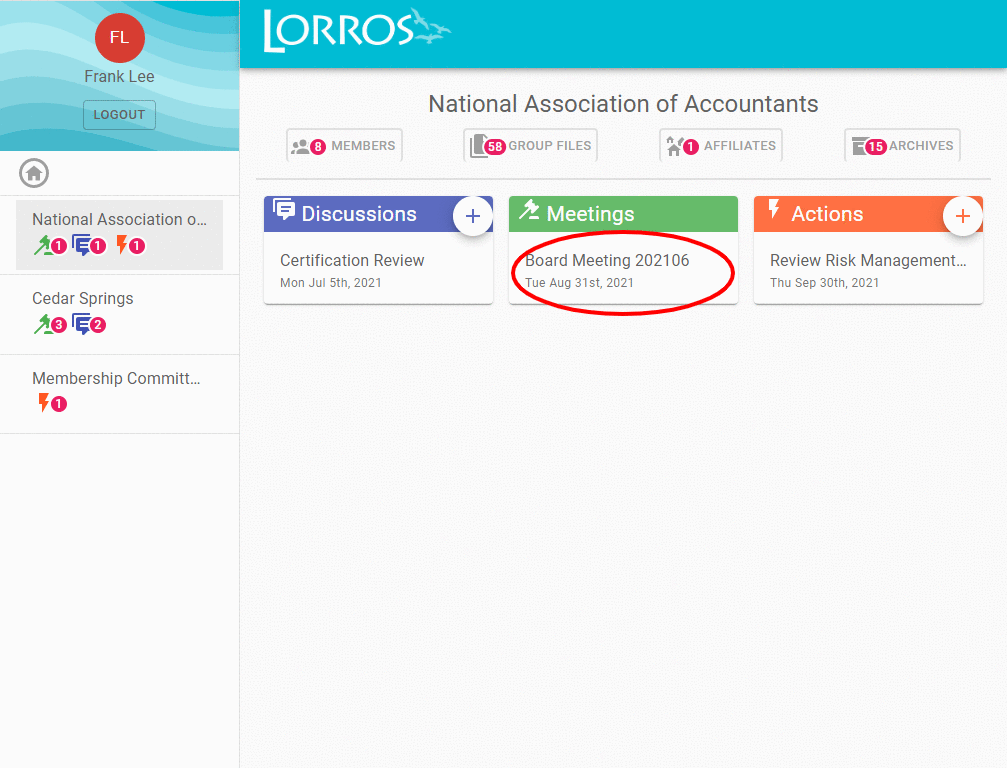 LORROS
FL
Frank Lee
LOGOUT
National Association o...
1 1 1
Cedar Springs
3 2
Membership Committ...
1
National Association of Accountants
8 MEMBERS
58 GROUP FILES
1 AFFILIATES
15 ARCHIVES
Discussions +
Certification Review
Mon Jul 5th, 2021
Meetings
Board Meeting 202106
Tue Aug 31st, 2021
Actions +
Review Risk Management...
Thu Sep 30th, 2021